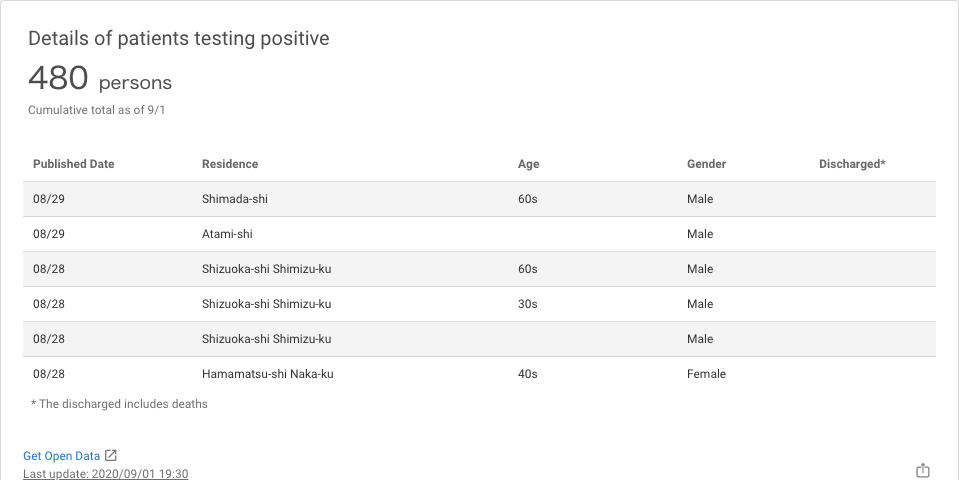 Details of patients testing positive
480 persons
Cumulative total as of 9/1
Published Date Residence Age Gender Discharged*
08/29 Shimada-shi 60s Male
08/29 Atami-shi Male
08/28 Shizuoka-shi Shimizu-ku 60s Male
08/28 Shizuoka-shi Shimizu-ku 30s Male
08/28 Shizuoka-shi Shimizu-ku Male
08/28 Hamamatsu-shi Naka-ku 40s Female
* The discharged includes deaths
Get Open Data
Last update: 2020/09/01 19:30